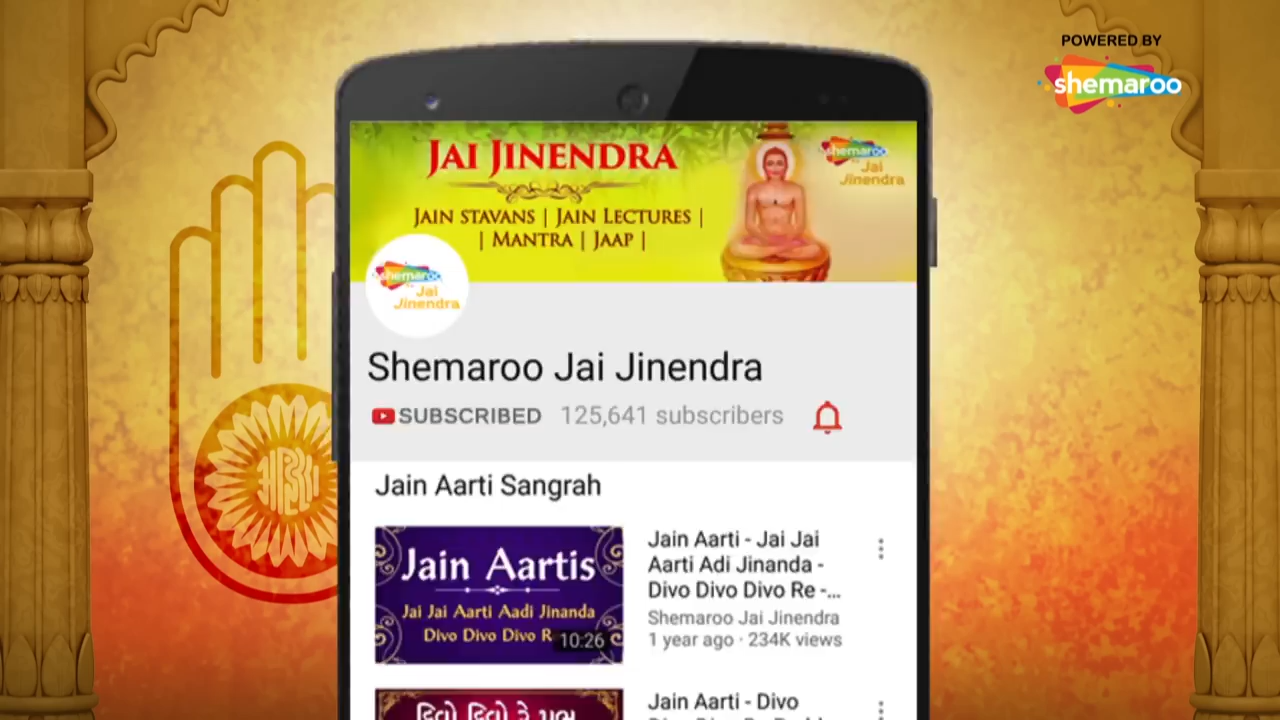 POWERED BY
shemaroo
JAI JINENDRA
JAIN STAVANS | JAIN LECTURES |
| MANTRA | JAAP |
shemaroo
Jai
Jinendra
shemaroo
Jai
Jinendra
Shemaroo Jai Jinendra
SUBSCRIBED 125,641 subscribers
अहिंसा
Jain Aarti Sangrah
Jain Aartis
Jai Jai Aarti Aadi Jinanda
Divo Divo Divo R
10:26
Jain Aarti - Jai Jai
Aarti Adi Jinanda -
Divo Divo Divo Re -...
Shemaroo Jai Jinendra
1 year ago · 234K views
Jain Aarti - Divo